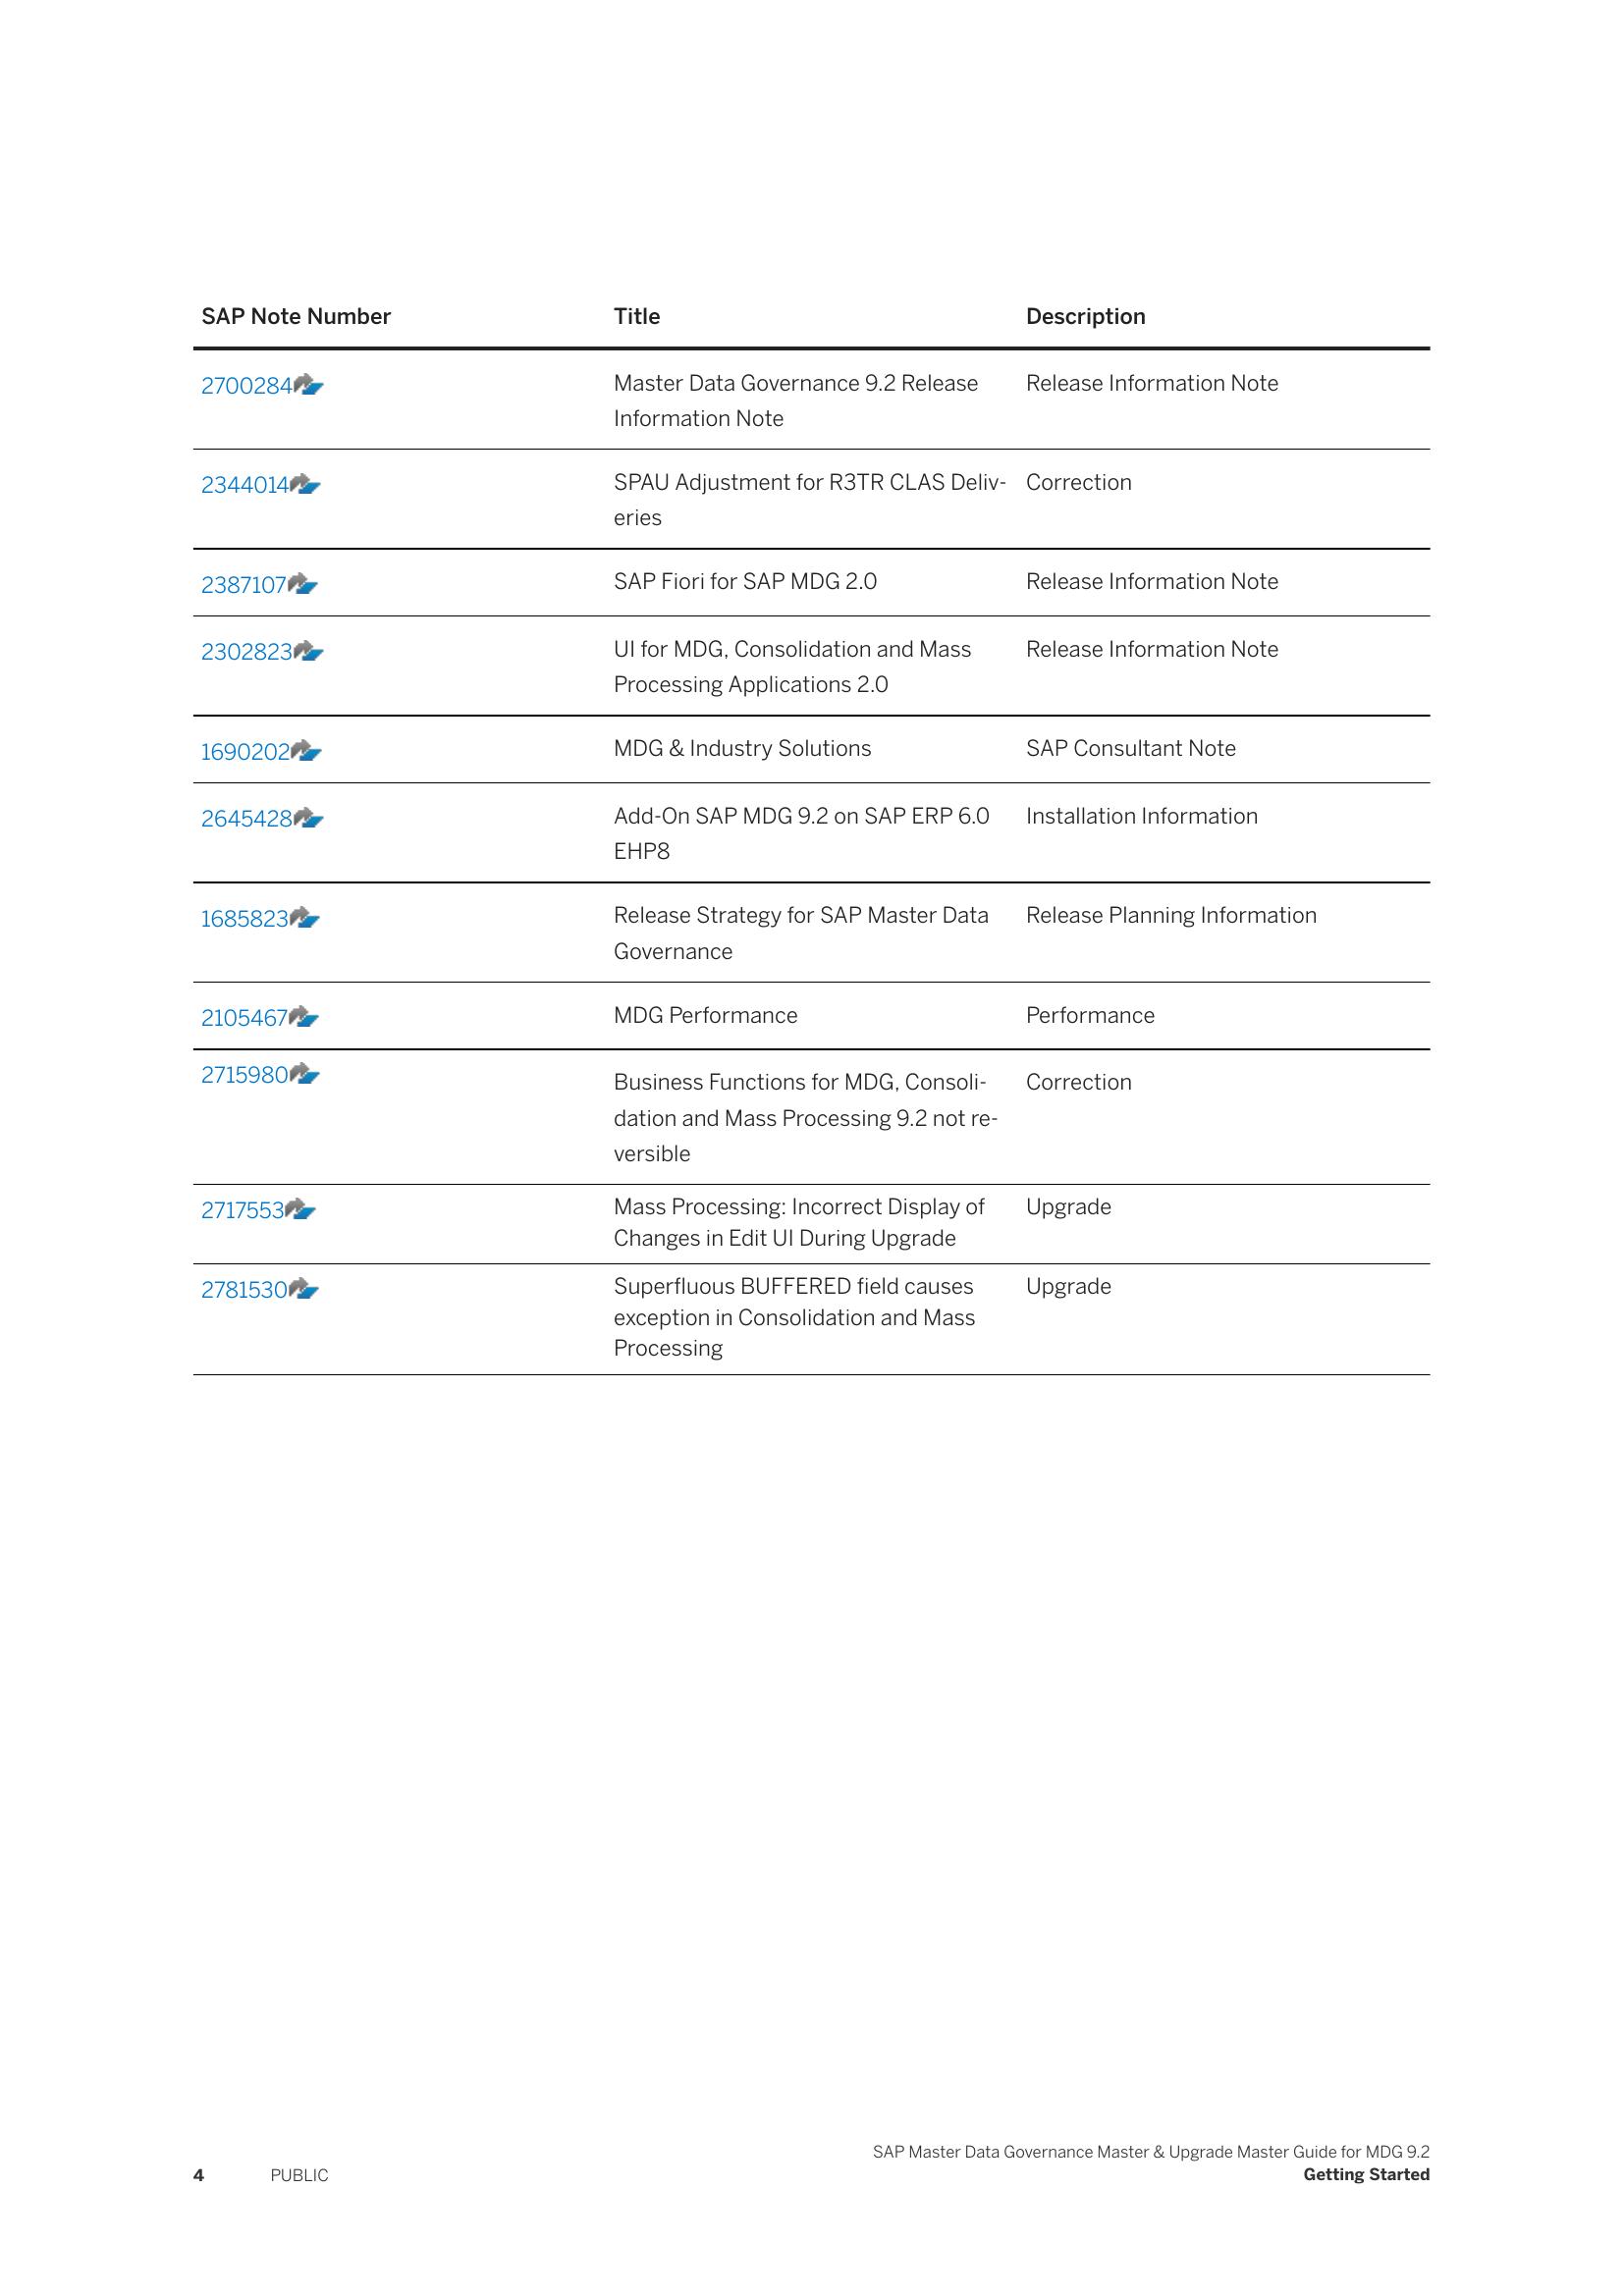 SAP Note Number Title Description
2700284 Master Data Governance 9.2 Release Release Information Note
Information Note
2344014 SPAU Adjustment for R3TR CLAS Deliv- Correction
eries
2387107 SAP Fiori for SAP MDG 2.0 Release Information Note
2302823 UI for MDG, Consolidation and Mass Release Information Note
Processing Applications 2.0
1690202 MDG & Industry Solutions SAP Consultant Note
2645428 Add-On SAP MDG 9.2 on SAP ERP 6.0 Installation Information
EHP8
1685823 Release Strategy for SAP Master Data Release Planning Information
Governance
2105467 MDG Performance Performance
2715980 Business Functions for MDG, Consoli- Correction
dation and Mass Processing 9.2 not re-
versible
2717553 Mass Processing: Incorrect Display of Upgrade
Changes in Edit UI During Upgrade
2781530 Superfluous BUFFERED field causes Upgrade
exception in Consolidation and Mass
Processing
SAP Master Data Governance Master & Upgrade Master Guide for MDG 9.2
4 PUBLIC Getting Started